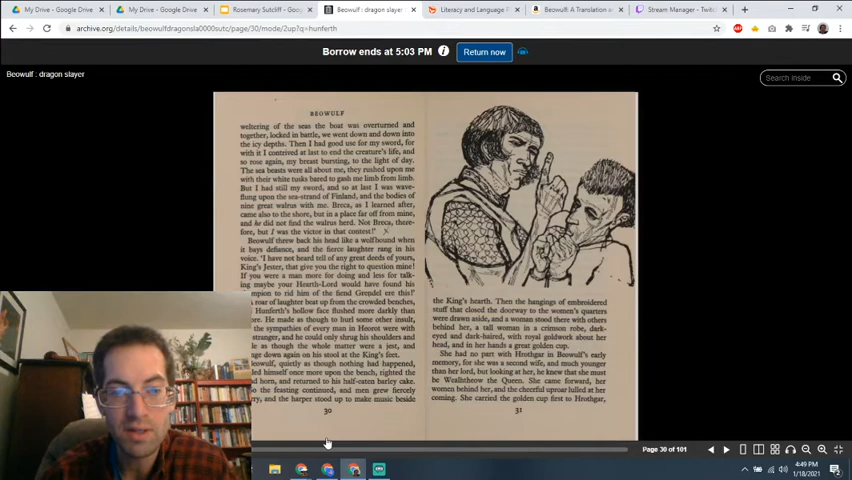 My Drive - Google Drive
My Drive - Google Drive
Rosemary Sutcliff - Google
Beowulf : dragon slayer
Literacy and Language
Beowulf: A Translation
Stream Manager - Twitch
archive.org/details/beowulfdragonsla0000sutc/page/30/mode/2up?q=hunferth
Borrow ends at 5:03 PM
Return now
Beowulf : dragon slayer
Search inside
BEOWULF
weltering of the seas the boat was overturned and
together, locked in battle, we went down and down into
the icy depths. Then I had good use for my sword, for
with it I contrived at last to end the creature's life, and
so rose again, my breast bursting, to the light of day.
The sea beasts were all about me, they rushed upon me
with their white tusks bared to gash me limb from limb.
But I had still my sword, and so at last I was wave-
flung upon the sea-strand of Finland, and the bodies of
nine great walrus with me. Breca, as I learned after,
came also to the shore, but in a place far off from mine,
and he did not find the walrus herd. Not Breca, there-
fore, but I was the victor in that contest!'
Beowulf threw back his head like a wolfhound when
it bays defiance, and the fierce laughter rang in his
voice. 'I have not heard tell of any great deeds of yours,
King's Jester, that give you the right to question mine!
If you were a man more for doing and less for talk-
ing maybe your Hearth-Lord would have found his
mpion to rid him of the fiend Grendel ere this!'
roar of laughter beat up from the crowded benches,
Hunferth's hollow face flushed more darkly than
ore. He made as though to hurl some other insult,
the sympathies of every man in Heorot were with
stranger, and he could only shrug his shoulders and
le as though the whole matter were a jest, and
age down again on his stool at the King's feet.
eowulf, quietly as though nothing had happened,
led himself once more upon the bench, righted the
horn, and returned to his half-eaten barley cake.
o the feasting continued, and men grew fiercely
ry, and the harper stood up to make music beside
30
the King's hearth. Then the hangings of embroidered
stuff that closed the doorway to the women's quarters
were drawn aside, and a woman stood there with others
behind her, a tall woman in a crimson robe, dark-
eyed and dark-haired, with royal goldwork about her
head, and in her hands a great golden cup.
She had no part with Hrothgar in Beowulf's early
memory, for she was a second wife, and much younger
than her lord, but looking at her, he knew that she must
be Wealhtheow the Queen. She came forward, her
women behind her, and the cheerful uproar lulled at her
coming. She carried the golden cup first to Hrothgar,
31
Page 30 of 101
4:49 PM
1/18/2021